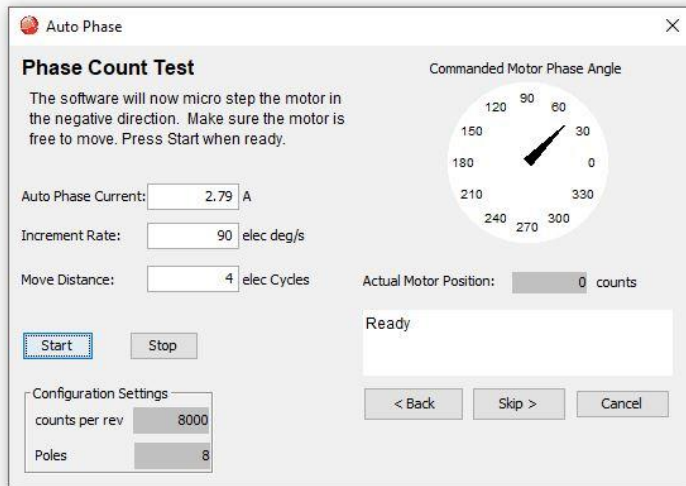 Auto Phase
Phase Count Test
The software will now micro step the motor in
the negative direction. Make sure the motor is
free to move. Press Start when ready.
Auto Phase Current: 2.79 A
Increment Rate: 90 elec deg/s
Move Distance: 4 elec Cycles
Start Stop
Configuration Settings
counts per rev 8000
Poles 8
Commanded Motor Phase Angle
90
120 60
150 30
180 0
210 330
240 300
270
Actual Motor Position: 0 counts
Ready
< Back Skip > Cancel